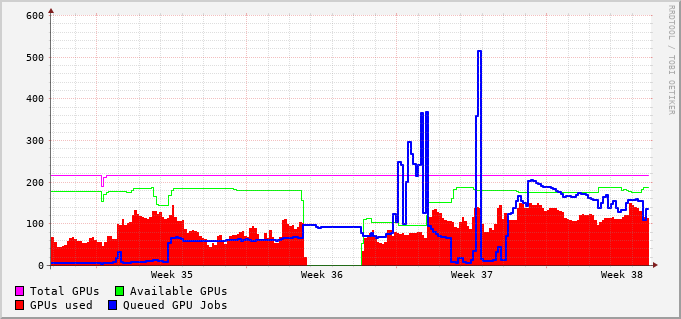 600
500
400
300
200
100
0
Week 35 Week 36 Week 37 Week 38
Total GPUs Available GPUs
GPUs used Queued GPU Jobs
RRDTOOL / TOBI OETIKER